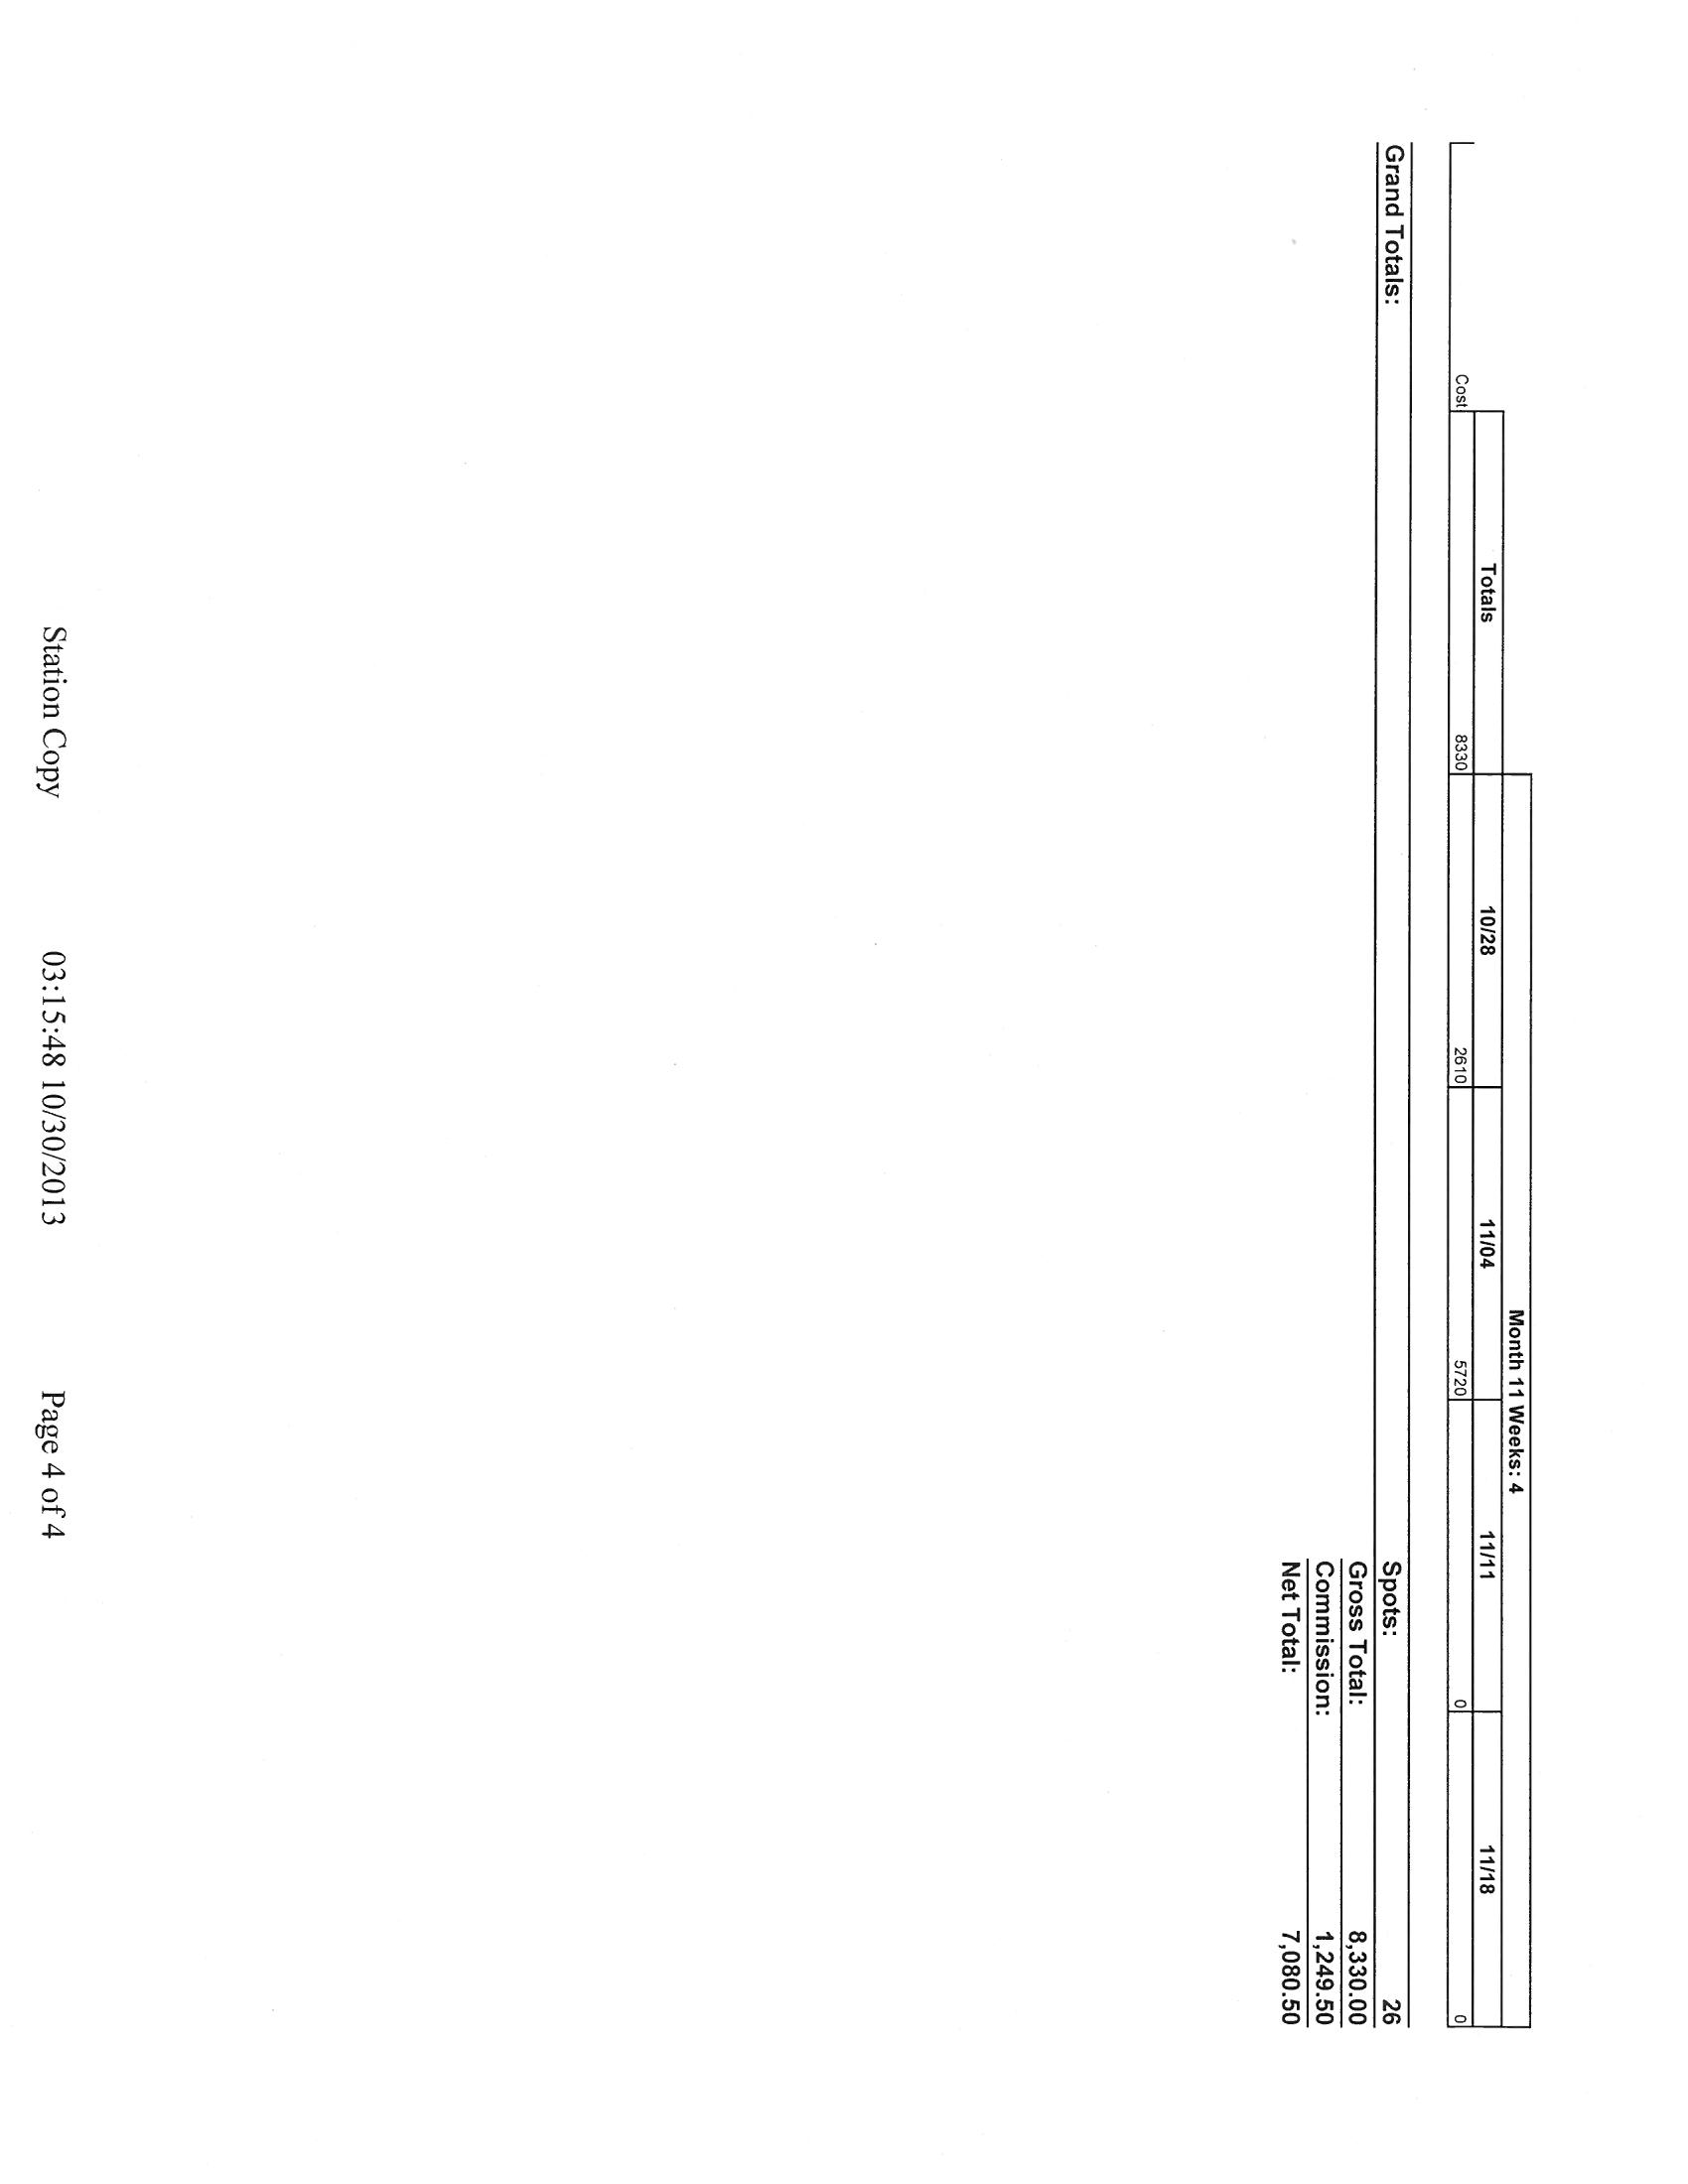 Month 11 Weeks: 4
Totals 10/28 11/04 11/11 11/18
Cost 8330 2610 5720 0 0
Grand Totals: Spots: 26
Gross Total: 8,330.00
Commission: 1,249.50
Net Total: 7,080.50
Station Copy 03:15:48 10/30/2013 Page 4 of 4